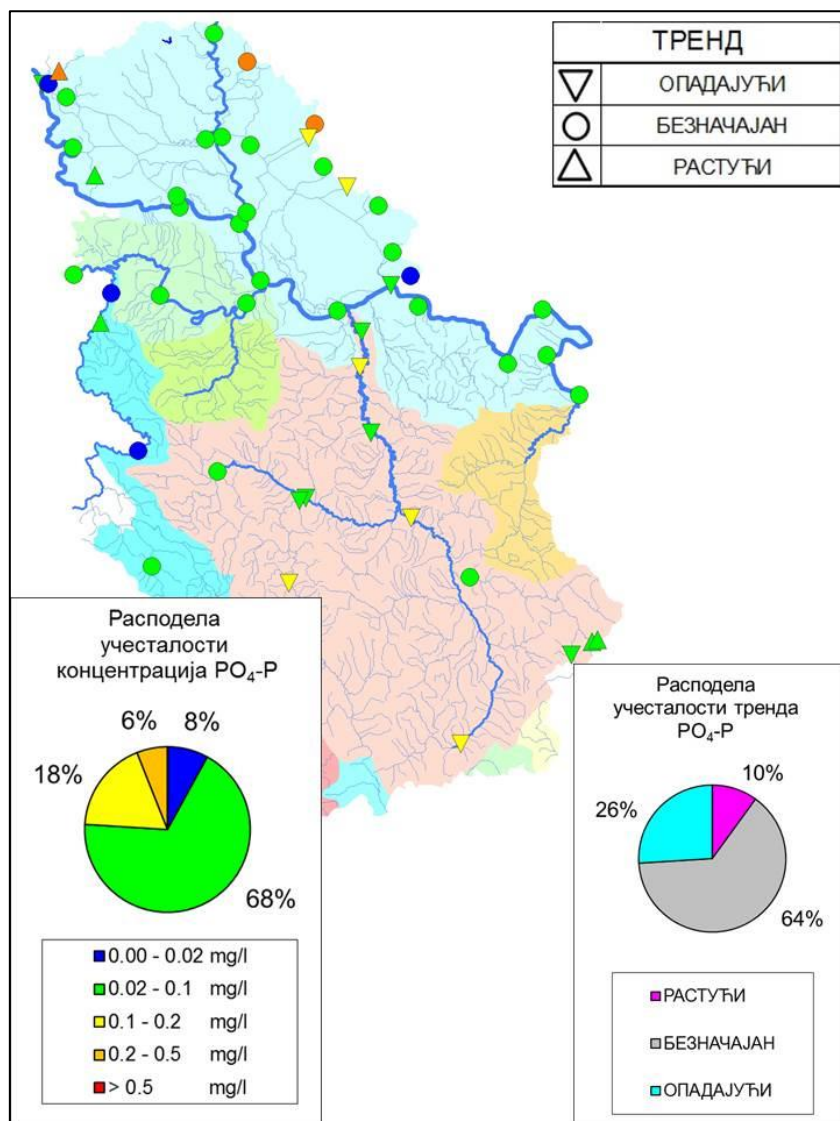 ТРЕНД
ОПАДАЈУЋИ
БЕЗНАЧАЈАН
РАСТУЋИ
Расподела
учесталости
концентрација PO₄-P
6%
8%
18%
68%
0.00 - 0.02 mg/l
0.02 - 0.1 mg/l
0.1 - 0.2 mg/l
0.2 - 0.5 mg/l
> 0.5 mg/l
Расподела
учесталости тренда
PO₄-P
10%
26%
64%
РАСТУЋИ
БЕЗНАЧАЈАН
ОПАДАЈУЋИ